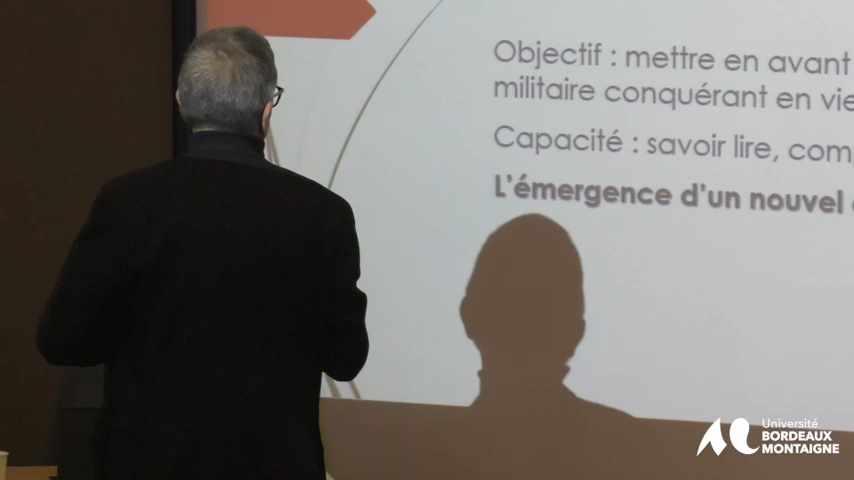 Objectif : mettre en avant
militaire conquérant en vie
Capacité : savoir lire, com
L'émergence d'un nouvel
Université
BORDEAUX
MONTAIGNE